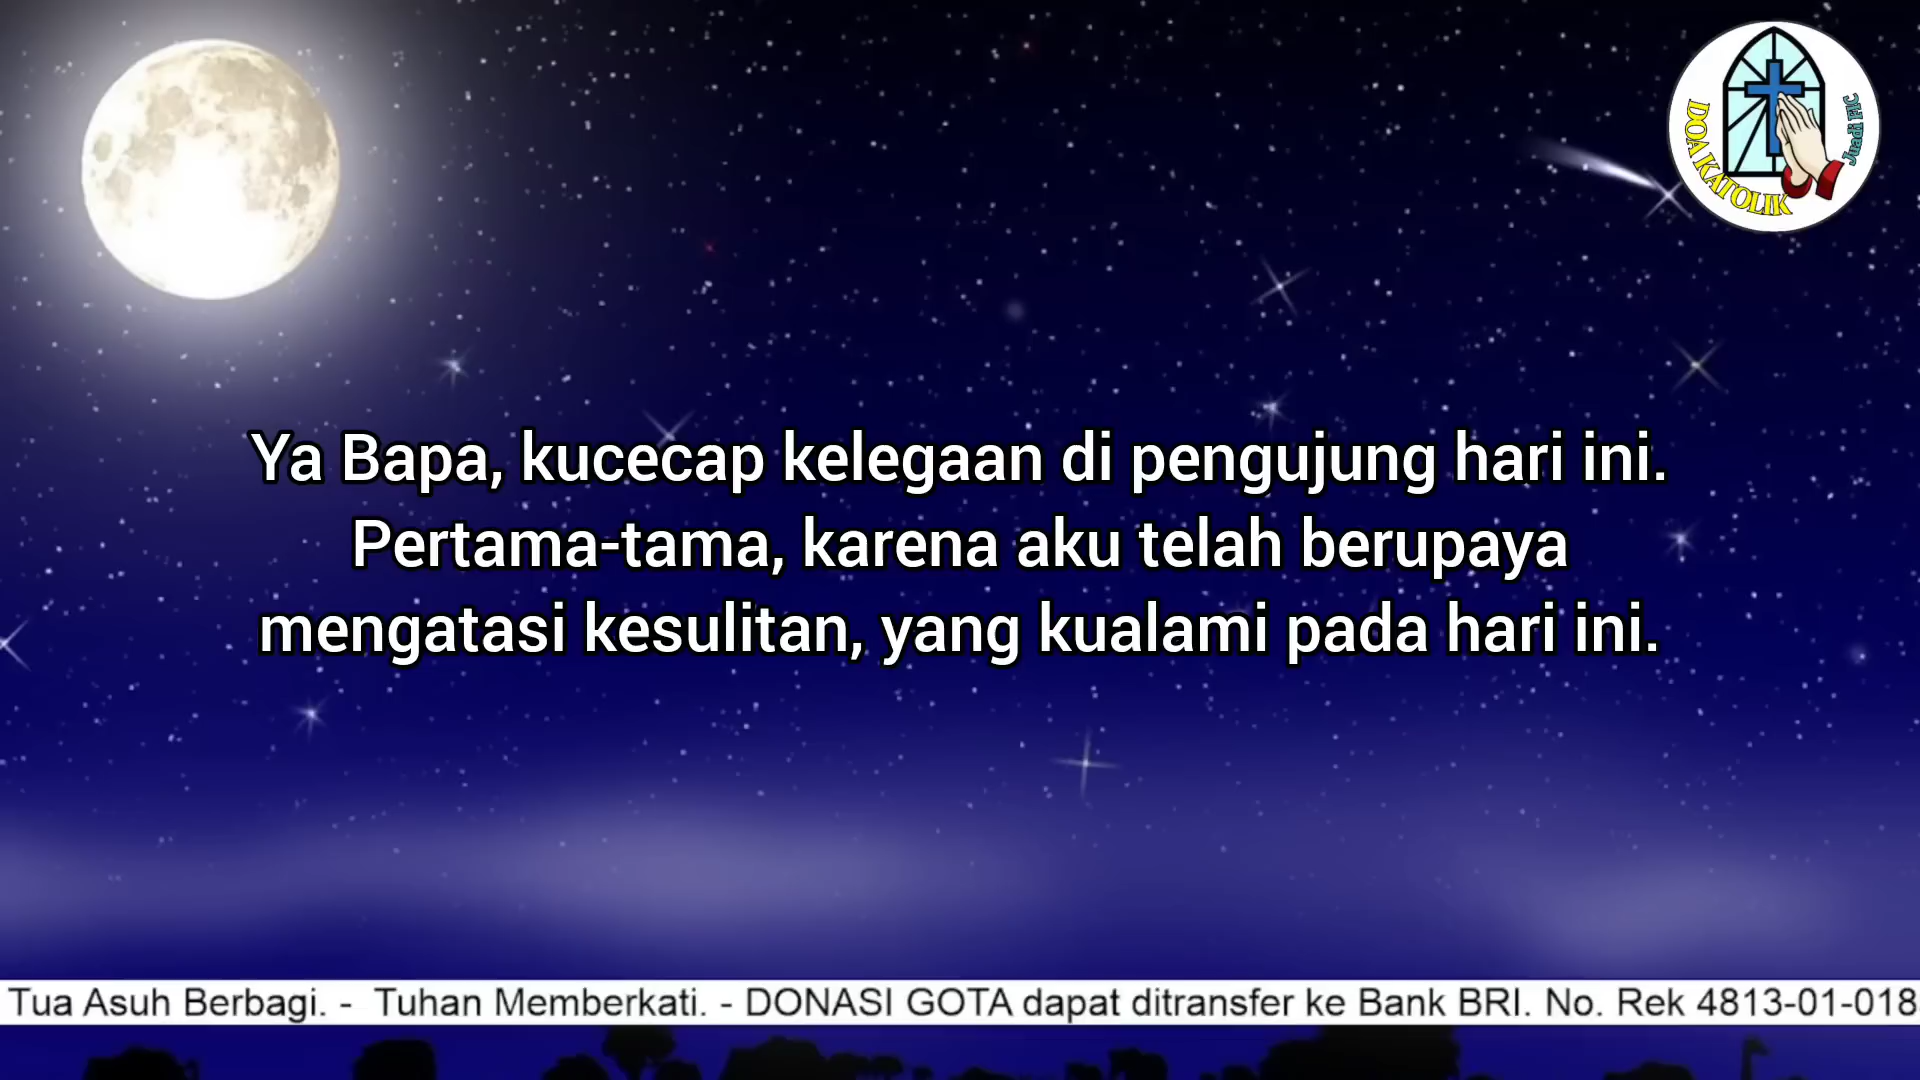 DOA KATOLIK
Juadi FIC
Ya Bapa, kucecap kelegaan di pengujung hari ini.
Pertama-tama, karena aku telah berupaya
mengatasi kesulitan, yang kualami pada hari ini.
Tua Asuh Berbagi. - Tuhan Memberkati. - DONASI GOTA dapat ditransfer ke Bank BRI. No. Rek 4813-01-018